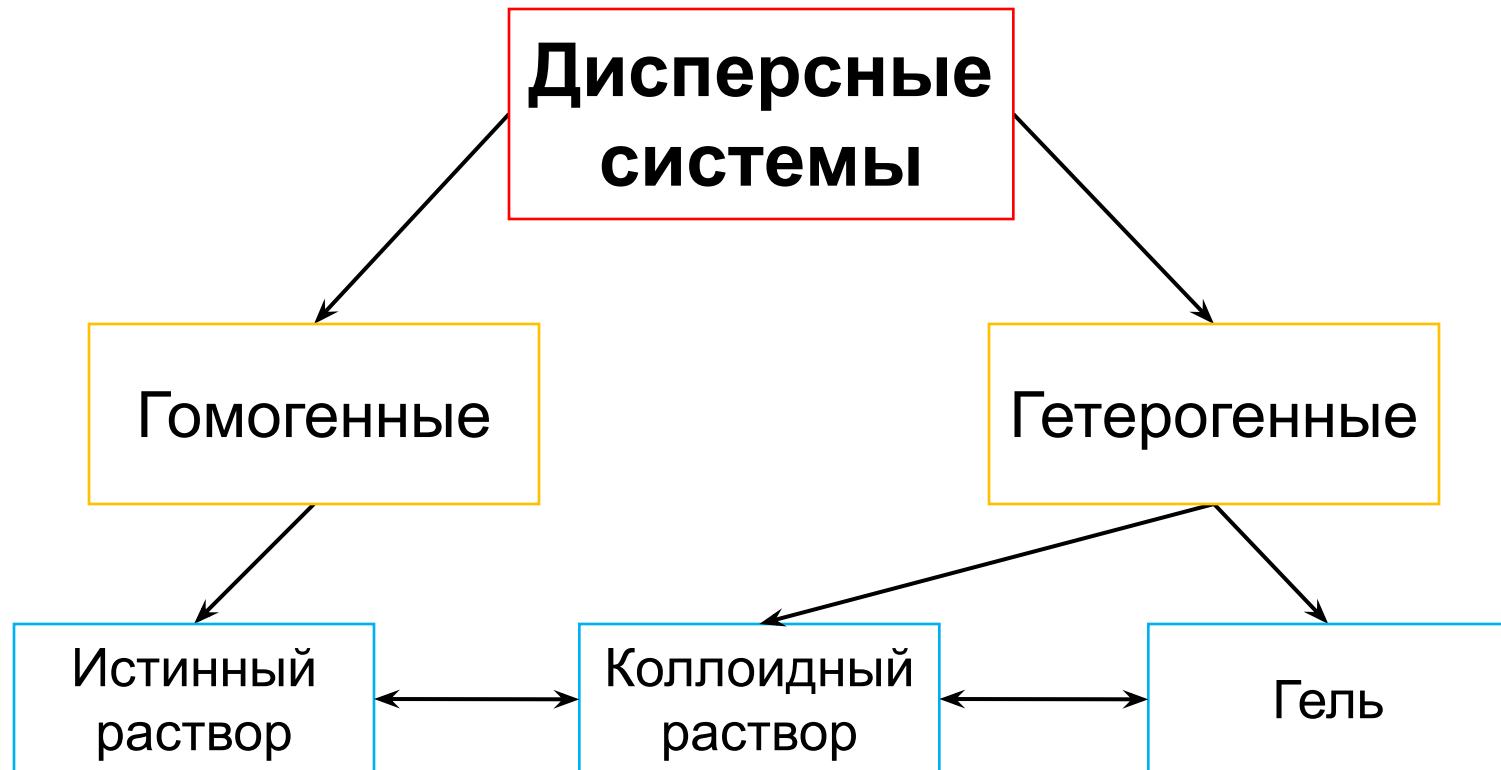 Дисперсные
системы
Гомогенные
Гетерогенные
Истинный
раствор
Коллоидный
раствор
Гель